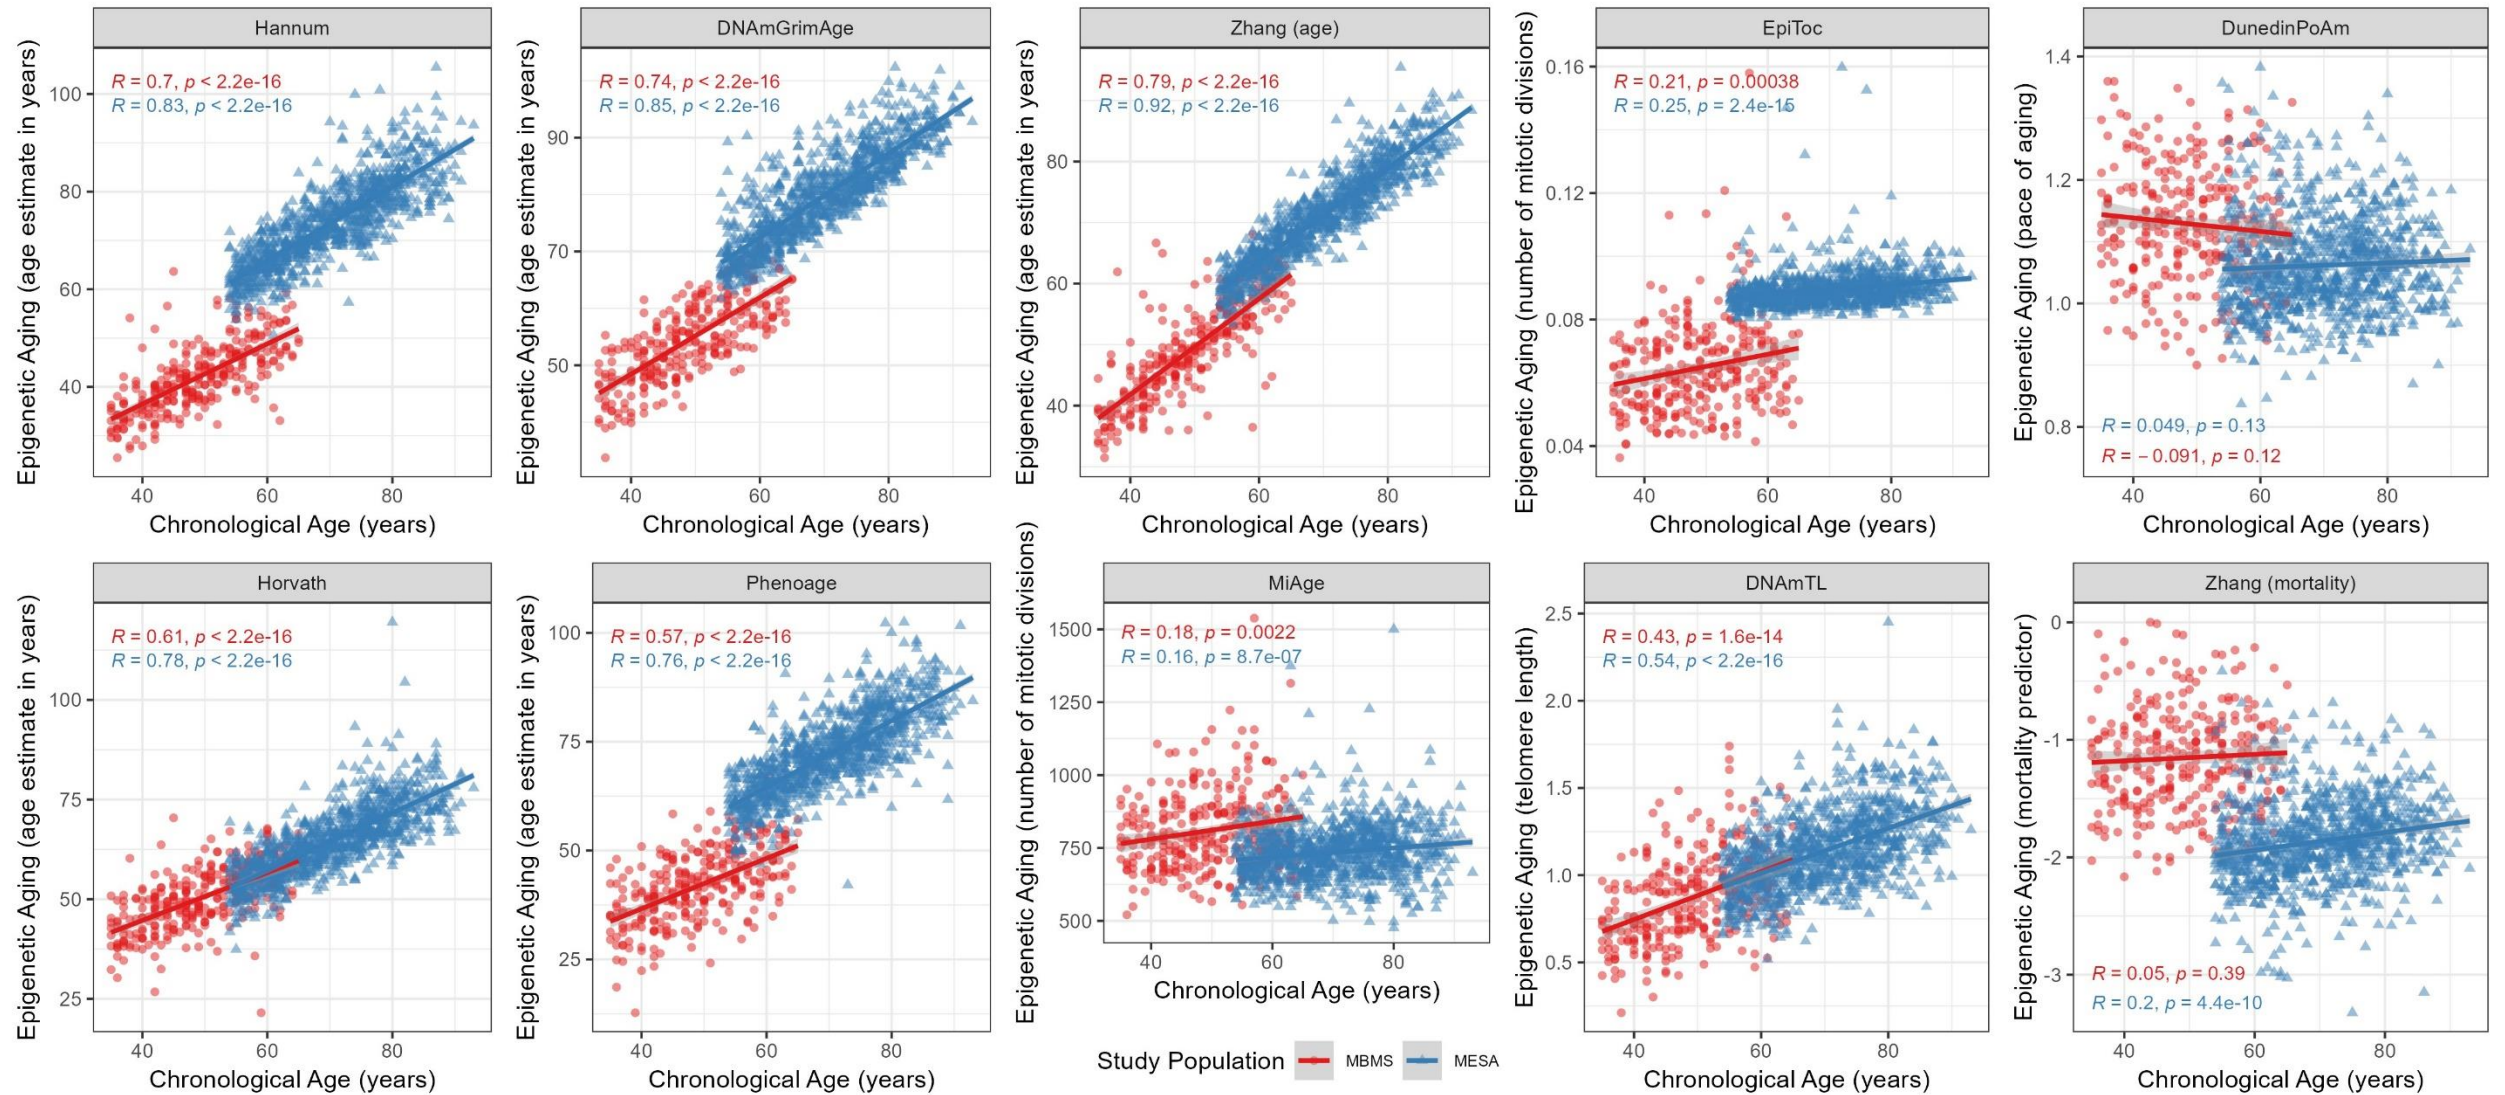 Hannum
Epigenetic Aging (age estimate in years)
R = 0.7, p < 2.2e-16
R = 0.83, p < 2.2e-16
100
80
60
40
40 60 80
Chronological Age (years)
DNAmGrimAge
Epigenetic Aging (age estimate in years)
R = 0.74, p < 2.2e-16
R = 0.85, p < 2.2e-16
90
70
50
40 60 80
Chronological Age (years)
Zhang (age)
Epigenetic Aging (age estimate in years)
R = 0.79, p < 2.2e-16
R = 0.92, p < 2.2e-16
80
60
40
40 60 80
Chronological Age (years)
EpiToc
Epigenetic Aging (number of mitotic divisions)
R = 0.21, p = 0.00038
R = 0.25, p = 2.4e-15
0.16
0.12
0.08
0.04
40 60 80
Chronological Age (years)
DunedinPoAm
Epigenetic Aging (pace of aging)
1.4
1.2
1.0
0.8
R = 0.049, p = 0.13
R = − 0.091, p = 0.12
40 60 80
Chronological Age (years)
Horvath
Epigenetic Aging (age estimate in years)
R = 0.61, p < 2.2e-16
R = 0.78, p < 2.2e-16
100
75
50
25
40 60 80
Chronological Age (years)
Phenoage
Epigenetic Aging (age estimate in years)
R = 0.57, p < 2.2e-16
R = 0.76, p < 2.2e-16
100
75
50
25
40 60 80
Chronological Age (years)
MiAge
Epigenetic Aging (number of mitotic divisions)
R = 0.18, p = 0.0022
R = 0.16, p = 8.7e-07
1500
1250
1000
750
500
40 60 80
Chronological Age (years)
DNAmTL
Epigenetic Aging (telomere length)
R = 0.43, p = 1.6e-14
R = 0.54, p < 2.2e-16
2.5
2.0
1.5
1.0
0.5
40 60 80
Chronological Age (years)
Zhang (mortality)
Epigenetic Aging (mortality predictor)
0
-1
-2
-3
R = 0.05, p = 0.39
R = 0.2, p = 4.4e-10
40 60 80
Chronological Age (years)
Study Population MBMS MESA